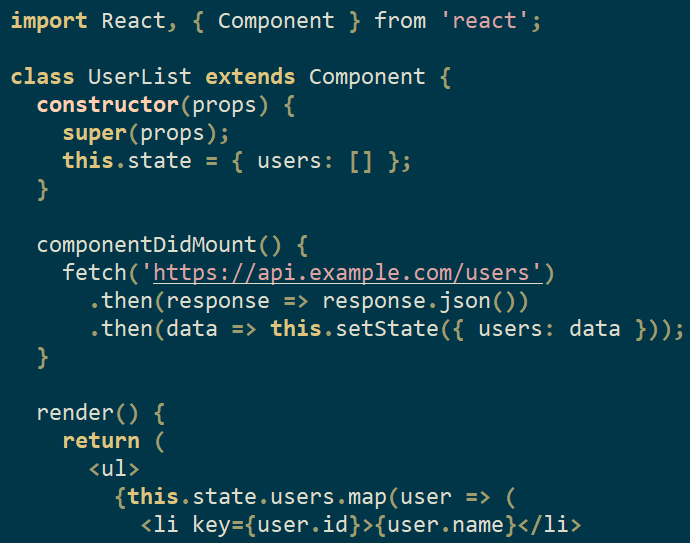 import React, { Component } from 'react';
class UserList extends Component {
constructor(props) {
super(props);
this.state = { users: [] };
}
componentDidMount() {
fetch('https://api.example.com/users')
.then(response => response.json())
.then(data => this.setState({ users: data }));
}
render() {
return (
<ul>
{this.state.users.map(user => (
<li key={user.id}>{user.name}</li>